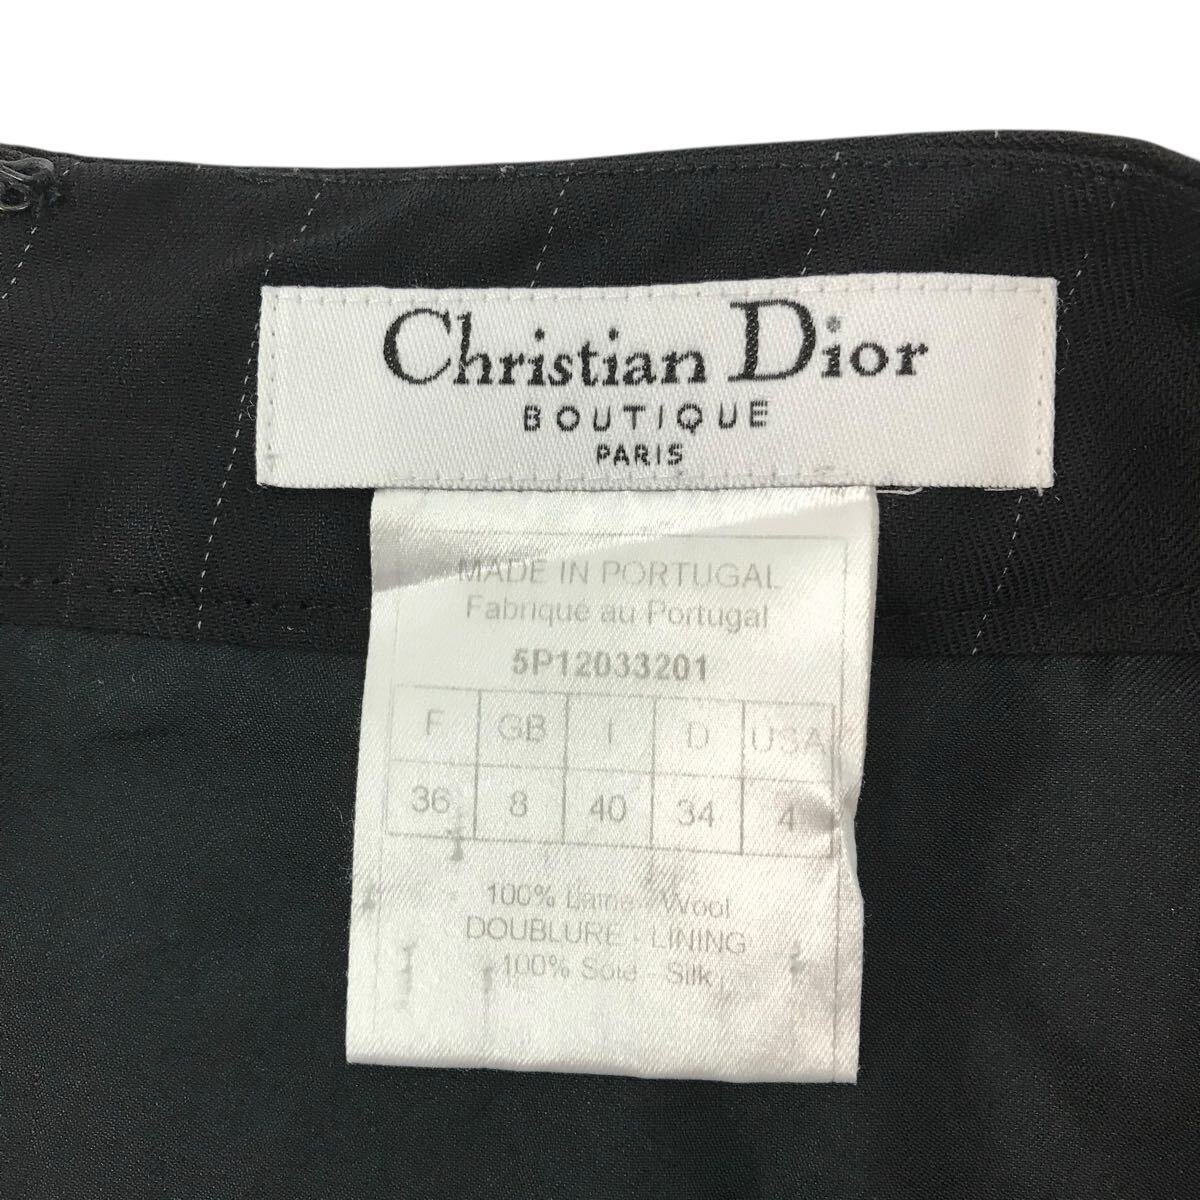 Christian Dior
BOUTIQUE
PARIS
MADE IN PORTUGAL
Fabriqué au Portugal
5P12033201
F GB I D USA
36 8 40 34 4
100% Laine - Wool
DOUBLURE - LINING
100% Soie - Silk